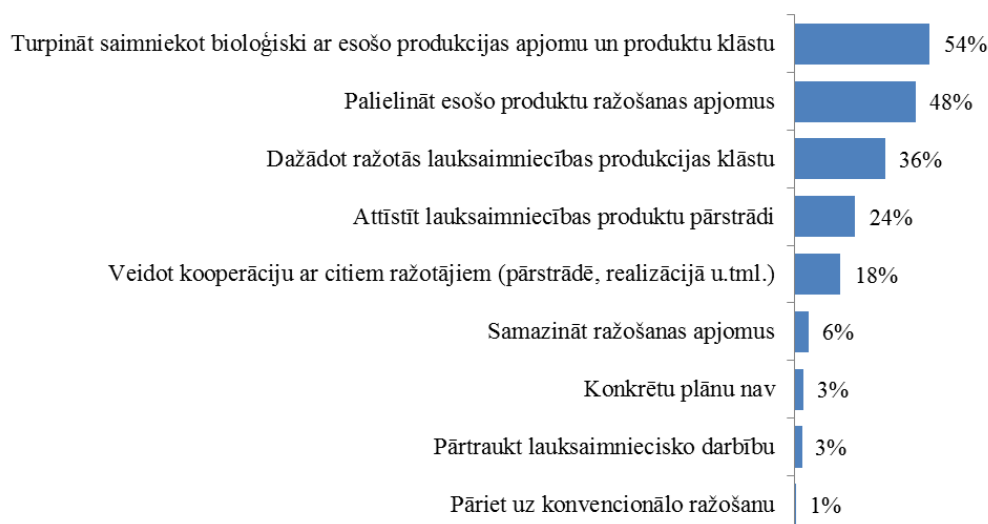 Turpināt saimniekot bioloģiski ar esošo produkcijas apjomu un produktu klāstu 54%
Palielināt esošo produktu ražošanas apjomus 48%
Dažādot ražotās lauksaimniecības produkcijas klāstu 36%
Attīstīt lauksaimniecības produktu pārstrādi 24%
Veidot kooperāciju ar citiem ražotājiem (pārstrādē, realizācijā u.tml.) 18%
Samazināt ražošanas apjomus 6%
Konkrētu plānu nav 3%
Pārtraukt lauksaimniecisko darbību 3%
Pāriet uz konvencionālo ražošanu 1%